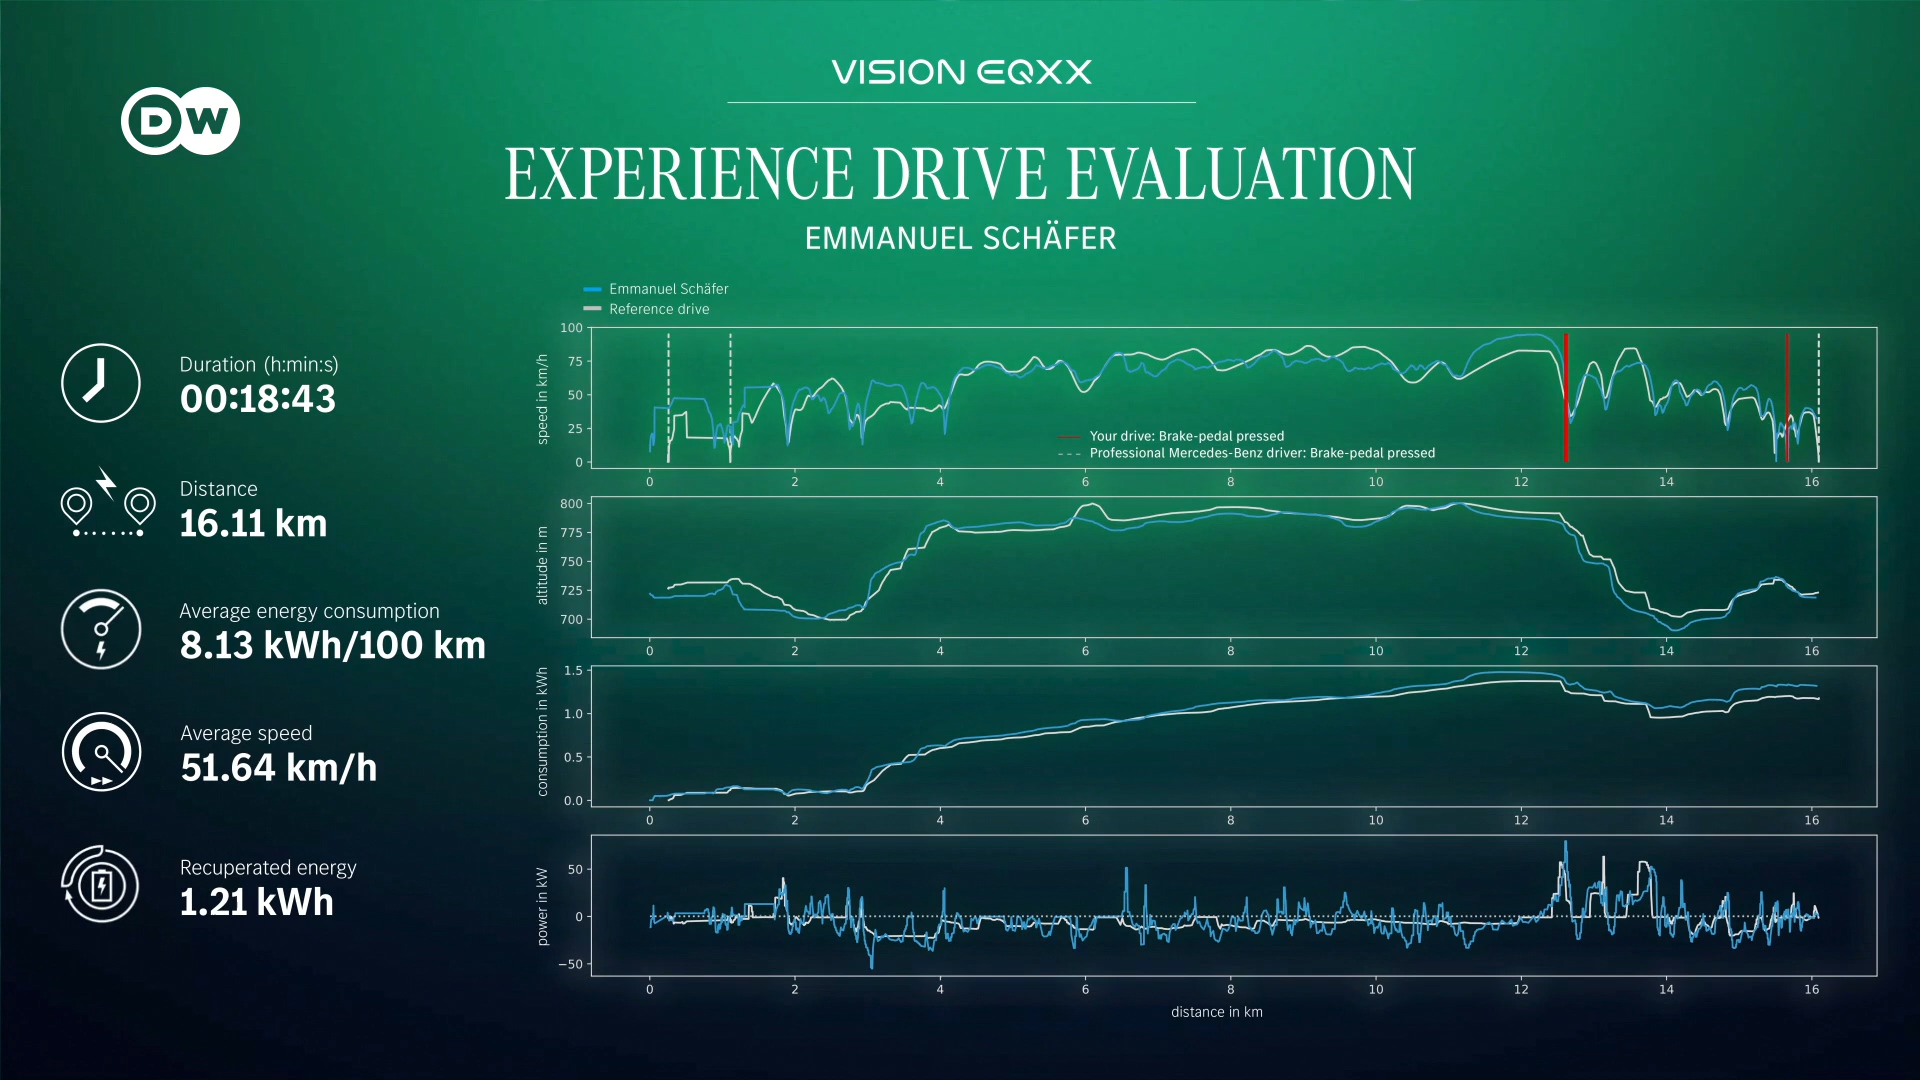 VISION EQXX
DW
EXPERIENCE DRIVE EVALUATION
EMMANUEL SCHÄFER
Duration (h:min:s)
00:18:43
Distance
16.11 km
Average energy consumption
8.13 kWh/100 km
Average speed
51.64 km/h
Recuperated energy
1.21 kWh
Emmanuel Schäfer
Reference drive
speed in km/h
100
75
50
25
0
Your drive: Brake-pedal pressed
Professional Mercedes-Benz driver: Brake-pedal pressed
0 2 4 6 8 10 12 14 16
altitude in m
800
775
750
725
700
0 2 4 6 8 10 12 14 16
consumption in kWh
1.5
1.0
0.5
0.0
0 2 4 6 8 10 12 14 16
power in kW
50
0
−50
0 2 4 6 8 10 12 14 16
distance in km